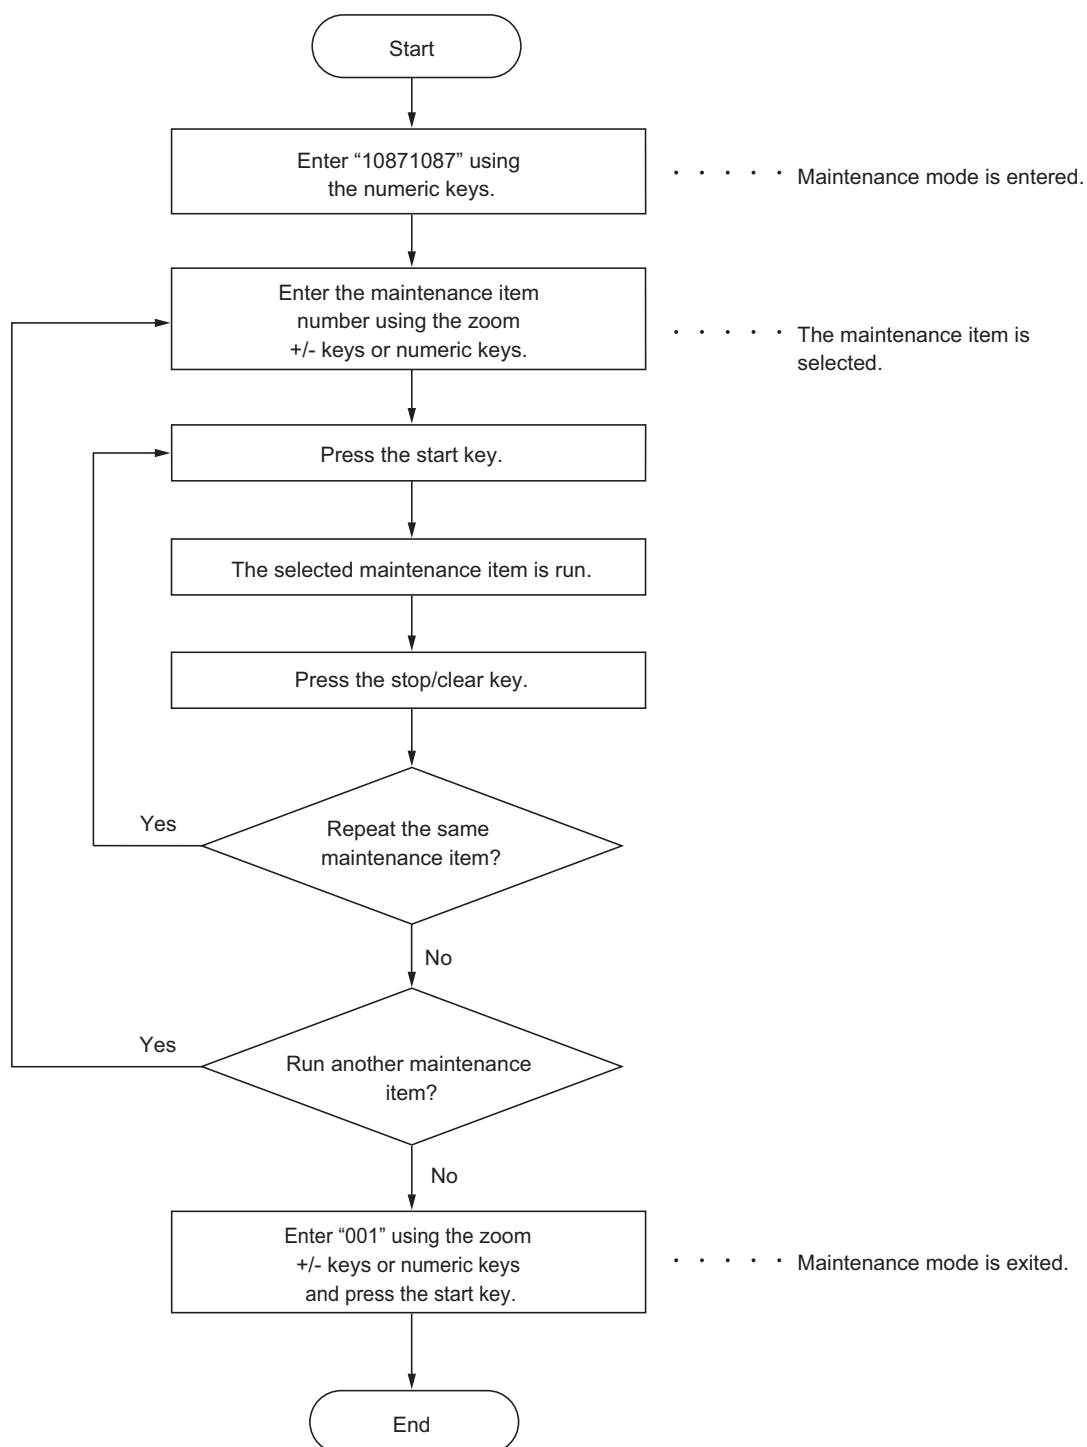 Start
Enter “10871087” using
the numeric keys.
· · · · · Maintenance mode is entered.
Enter the maintenance item
number using the zoom
+/- keys or numeric keys.
· · · · · The maintenance item is
selected.
Press the start key.
The selected maintenance item is run.
Press the stop/clear key.
Yes
Repeat the same
maintenance item?
No
Yes
Run another maintenance
item?
No
Enter “001” using the zoom
+/- keys or numeric keys
and press the start key.
· · · · · Maintenance mode is exited.
End